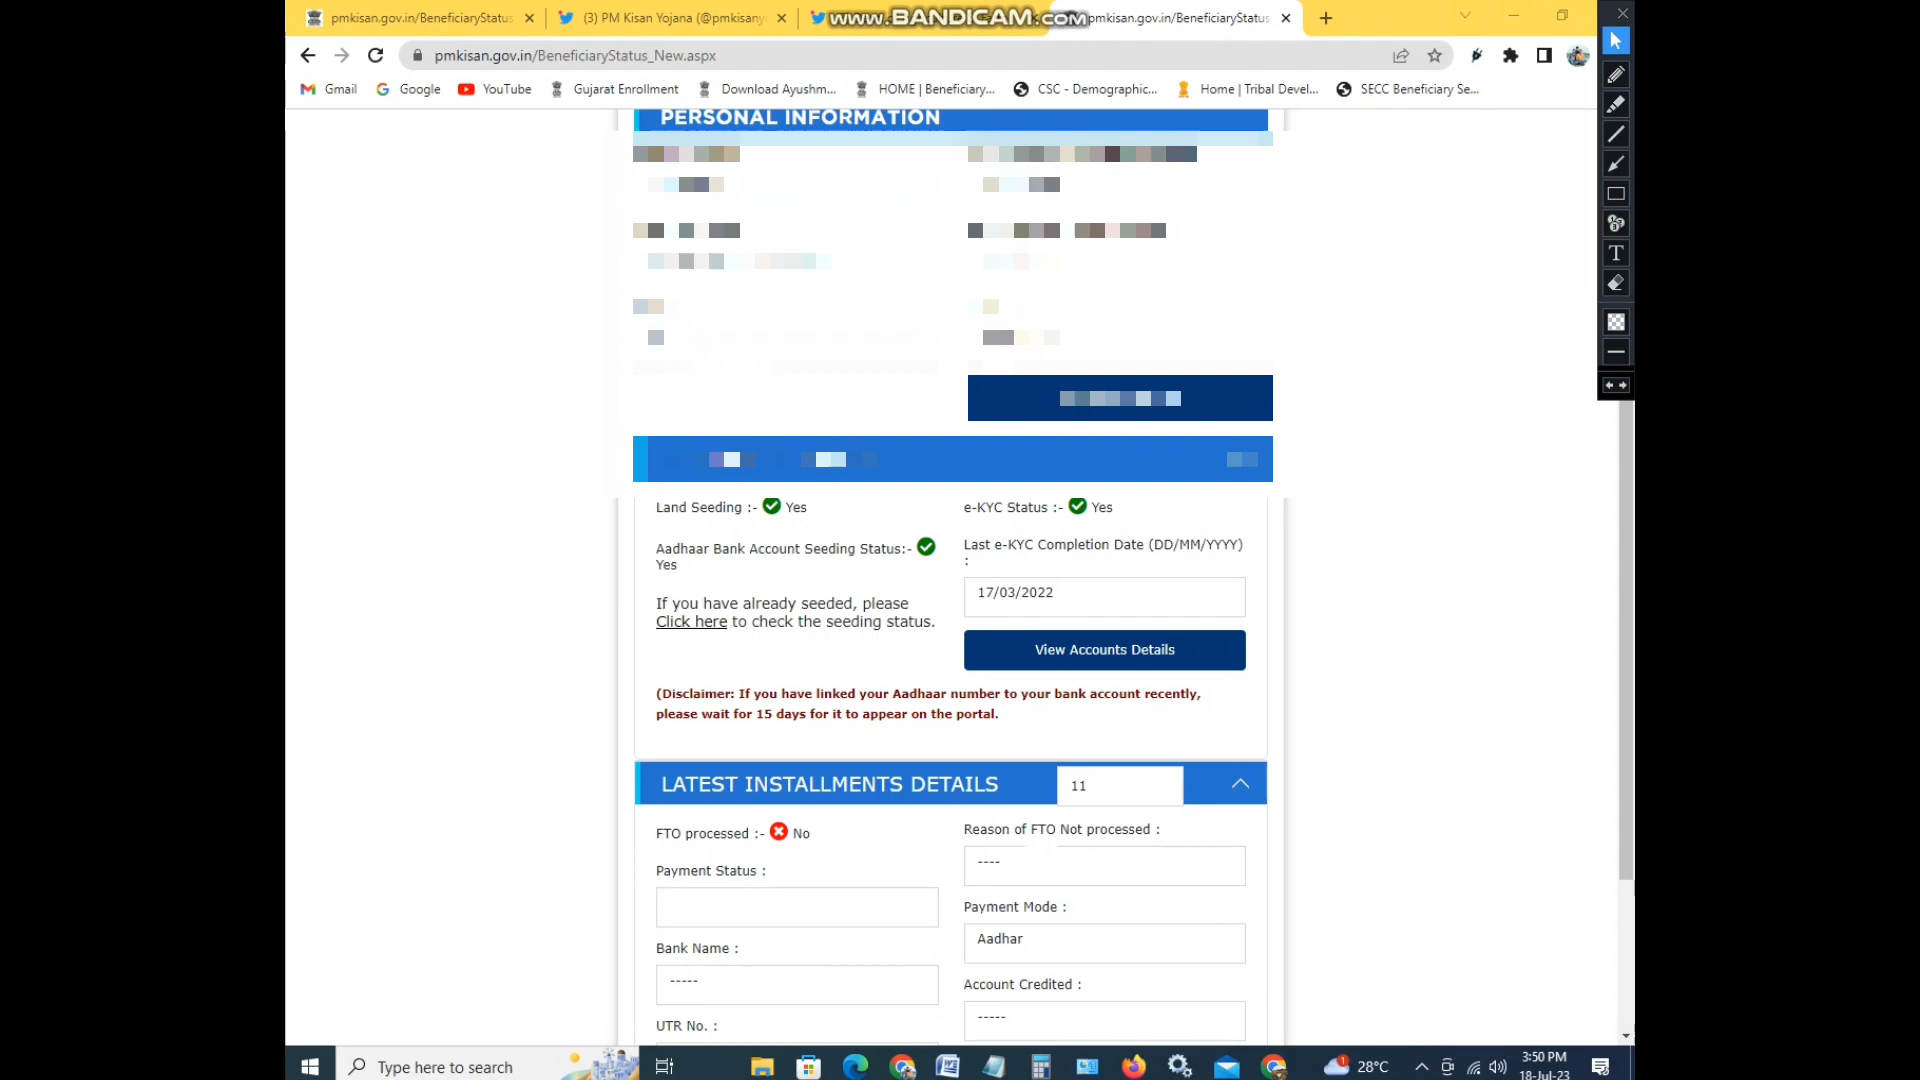 pmkisan.gov.in/BeneficiaryStatus
(3) PM Kisan Yojana (@pmkisany
www.BANDICAM.com
pmkisan.gov.in/BeneficiaryStatus
pmkisan.gov.in/BeneficiaryStatus_New.aspx
Gmail
Google
YouTube
Gujarat Enrollment
Download Ayushm...
HOME | Beneficiary...
CSC - Demographic...
Home | Tribal Devel...
SECC Beneficiary Se...
PERSONAL INFORMATION
Land Seeding :- Yes
e-KYC Status :- Yes
Aadhaar Bank Account Seeding Status:-
Yes
Last e-KYC Completion Date (DD/MM/YYYY)
:
17/03/2022
If you have already seeded, please
Click here to check the seeding status.
View Accounts Details
(Disclaimer: If you have linked your Aadhaar number to your bank account recently,
please wait for 15 days for it to appear on the portal.
LATEST INSTALLMENTS DETAILS
11
FTO processed :- No
Reason of FTO Not processed :
----
Payment Status :
Payment Mode :
Aadhar
Bank Name :
-----
Account Credited :
-----
UTR No. :
Type here to search
28°C
3:50 PM
18-Jul-23